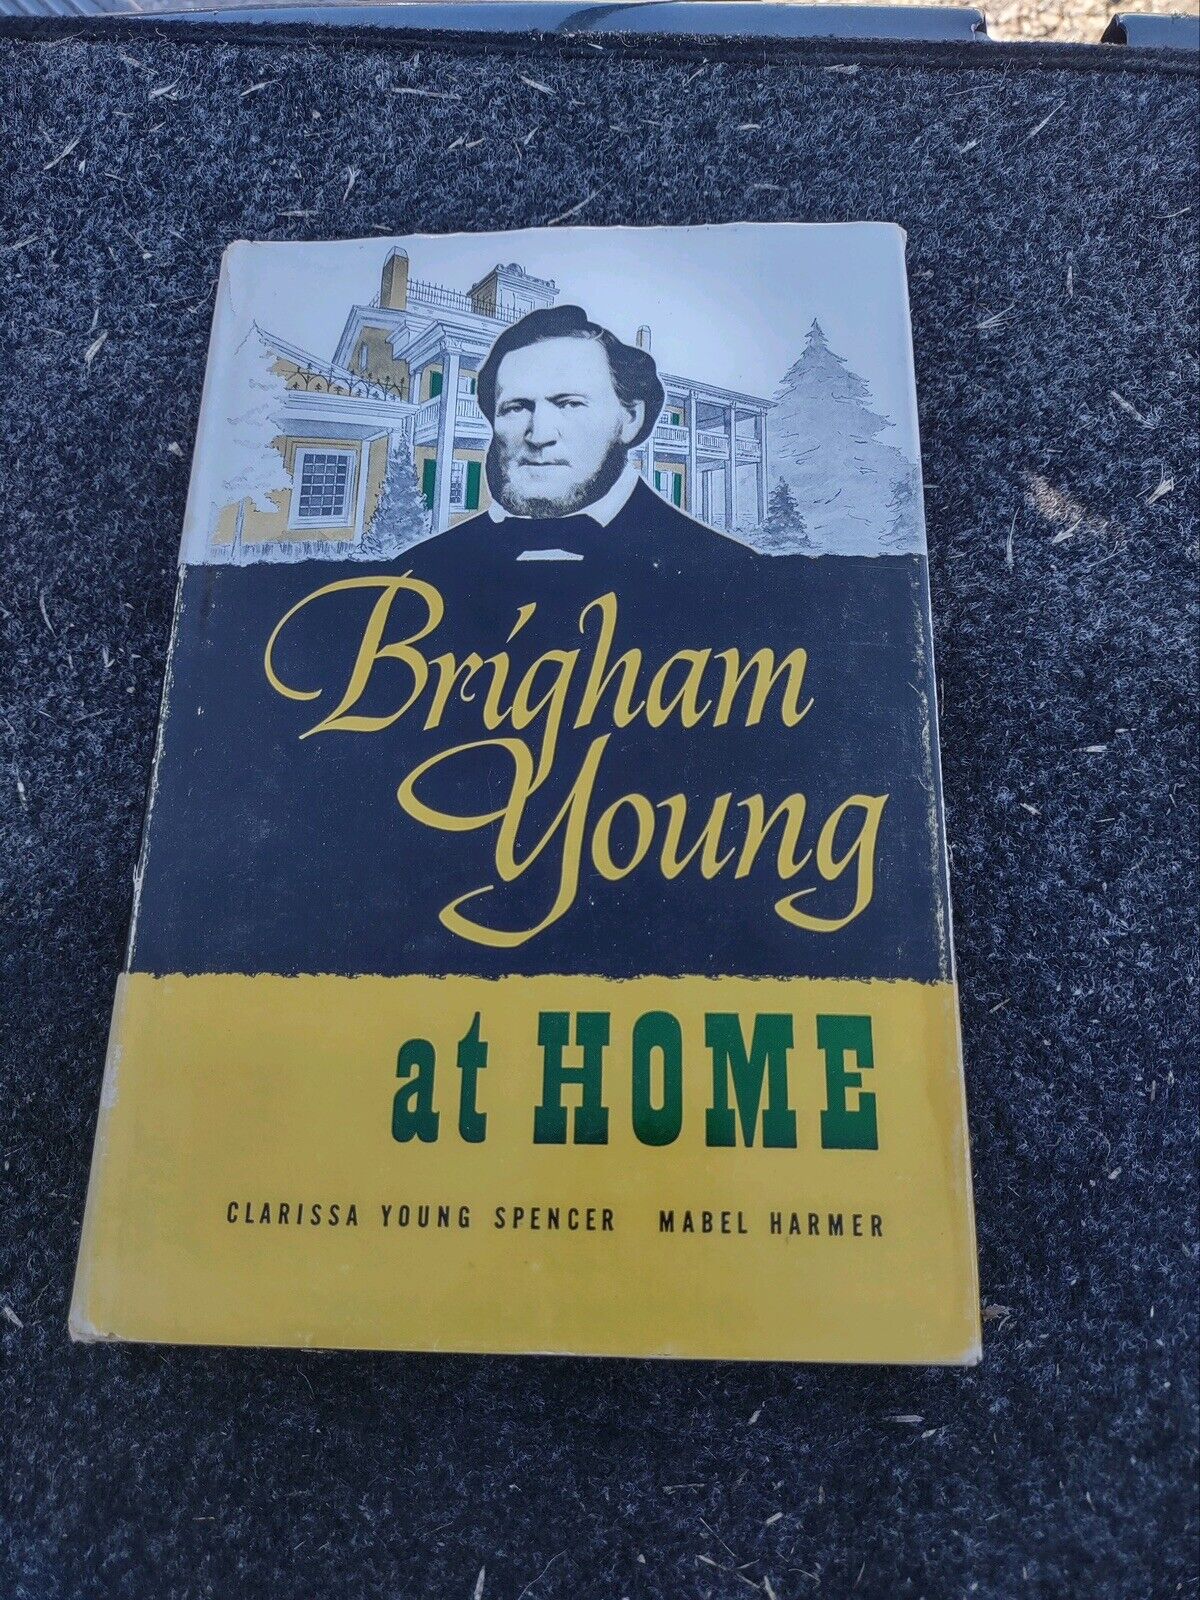 Brigham
Young
at HOME
CLARISSA YOUNG SPENCER MABEL HARMER